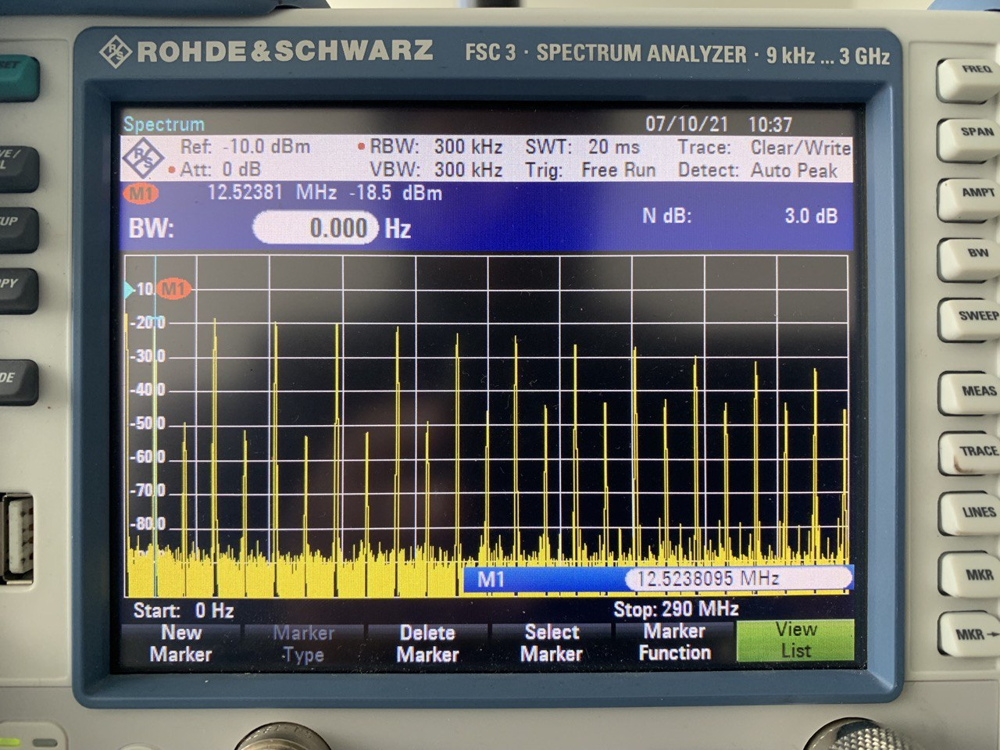 ROHDE & SCHWARZ FSC 3 · SPECTRUM ANALYZER · 9 kHz ... 3 GHz
Spectrum 07/10/21 10:37
Ref: -10.0 dBm RBW: 300 kHz SWT: 20 ms Trace: Clear/Write
Att: 0 dB VBW: 300 kHz Trig: Free Run Detect: Auto Peak
M1 12.52381 MHz -18.5 dBm
BW: 0.000 Hz N dB: 3.0 dB
-10. M1
-20.0
-30.0
-40.0
-50.0
-60.0
-70.0
-80.0
M1 12.5238095 MHz
Start: 0 Hz Stop: 290 MHz
New Marker
Marker Type
Delete Marker
Select Marker
Marker Function
View List
FREQ
SPAN
AMPT
BW
SWEEP
MEAS
TRACE
LINES
MKR
MKR→